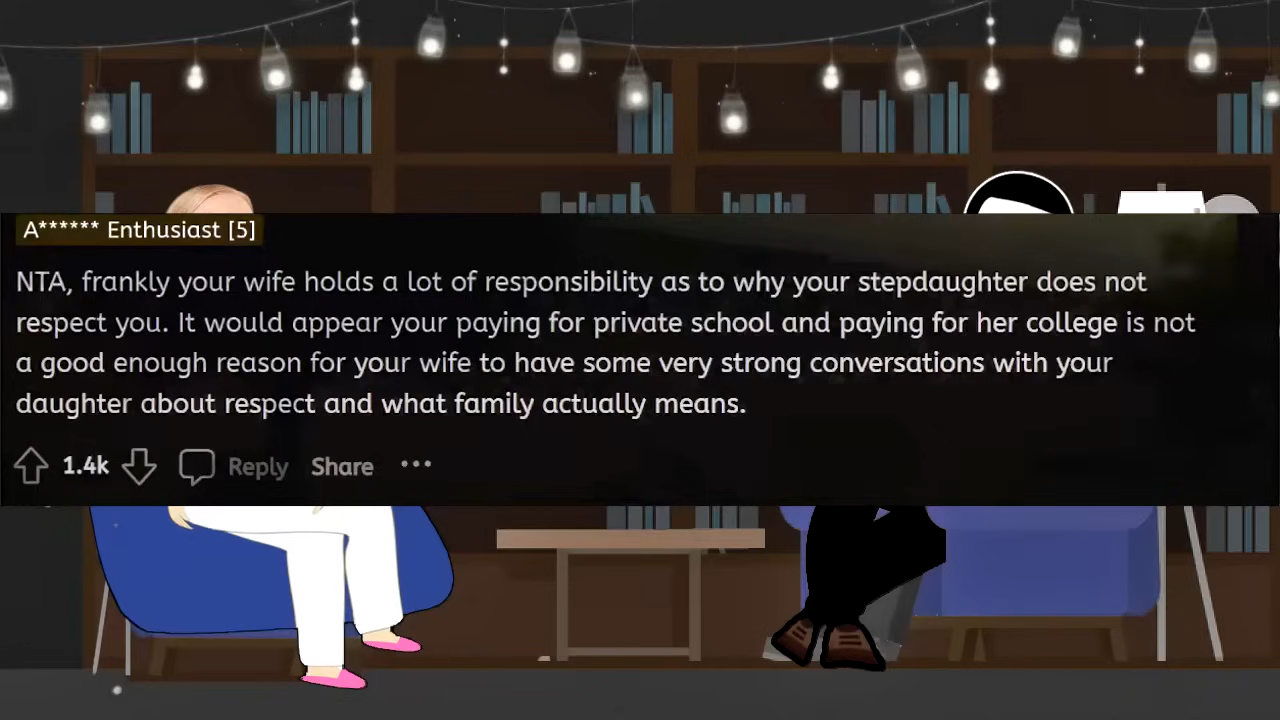 A****** Enthusiast [5]
NTA, frankly your wife holds a lot of responsibility as to why your stepdaughter does not
respect you. It would appear your paying for private school and paying for her college is not
a good enough reason for your wife to have some very strong conversations with your
daughter about respect and what family actually means.
1.4k Reply Share ···